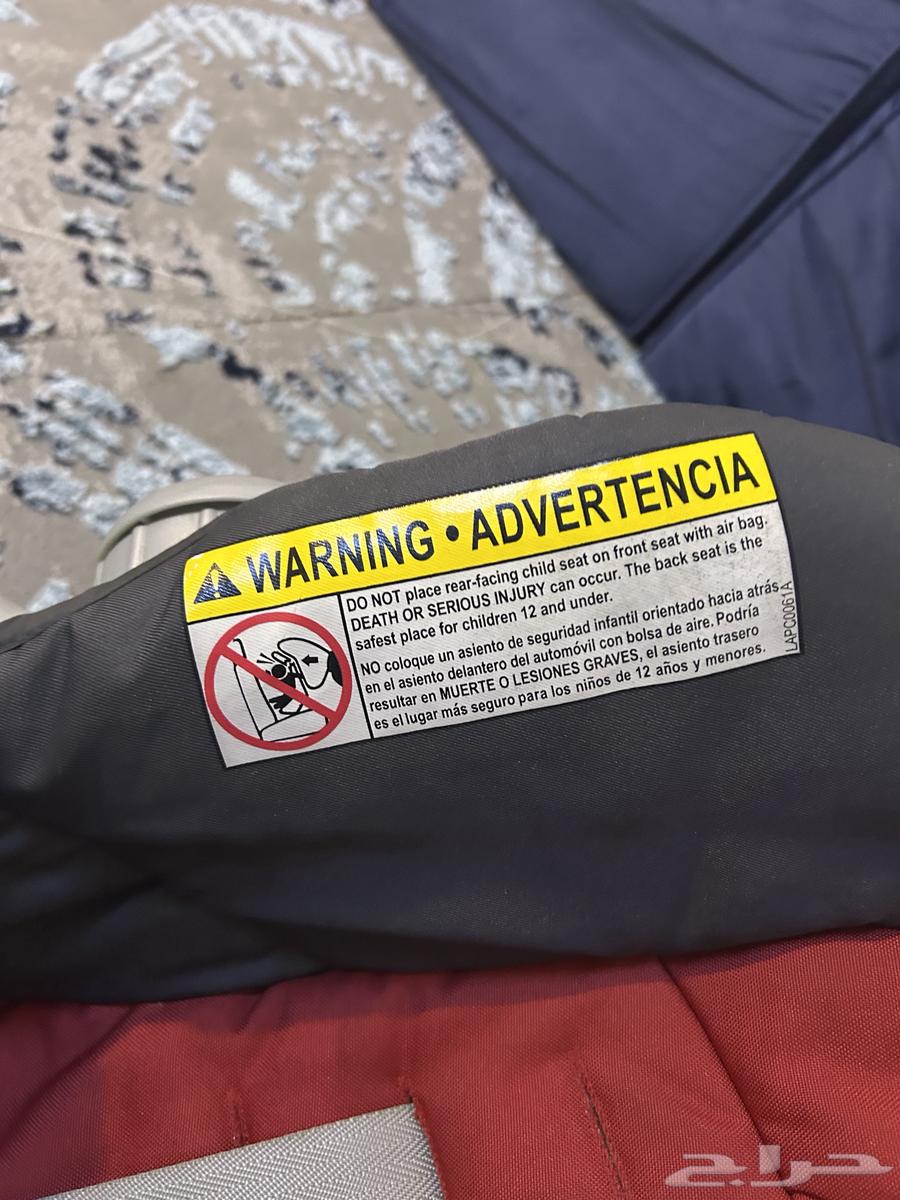 WARNING • ADVERTENCIA
DO NOT place rear-facing child seat on front seat with air bag.
DEATH OR SERIOUS INJURY can occur. The back seat is the
safest place for children 12 and under.
NO coloque un asiento de seguridad infantil orientado hacia atrás
en el asiento delantero del automóvil con bolsa de aire. Podría
resultar en MUERTE O LESIONES GRAVES, el asiento trasero
es el lugar más seguro para los niños de 12 años y menores.
LAPC0061A
حراج